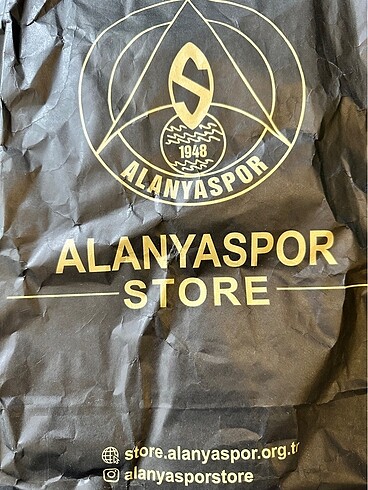 S
1948
ALANYASPOR
ALANYASPOR
STORE
store.alanyaspor.org.tr
alanyasporstore